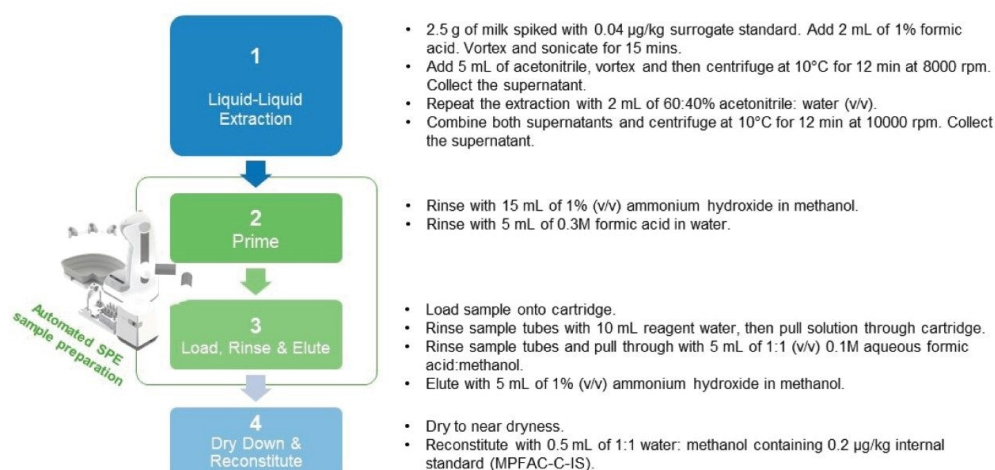 1
Liquid-Liquid
Extraction
• 2.5 g of milk spiked with 0.04 µg/kg surrogate standard. Add 2 mL of 1% formic
acid. Vortex and sonicate for 15 mins.
• Add 5 mL of acetonitrile, vortex and then centrifuge at 10°C for 12 min at 8000 rpm.
Collect the supernatant.
• Repeat the extraction with 2 mL of 60:40% acetonitrile: water (v/v).
• Combine both supernatants and centrifuge at 10°C for 12 min at 10000 rpm. Collect
the supernatant.
2
Prime
• Rinse with 15 mL of 1% (v/v) ammonium hydroxide in methanol.
• Rinse with 5 mL of 0.3M formic acid in water.
Automated SPE
sample preparation
3
Load, Rinse & Elute
• Load sample onto cartridge.
• Rinse sample tubes with 10 mL reagent water, then pull solution through cartridge.
• Rinse sample tubes and pull through with 5 mL of 1:1 (v/v) 0.1M aqueous formic
acid:methanol.
• Elute with 5 mL of 1% (v/v) ammonium hydroxide in methanol.
4
Dry Down &
Reconstitute
• Dry to near dryness.
• Reconstitute with 0.5 mL of 1:1 water: methanol containing 0.2 µg/kg internal
standard (MPFAC-C-IS).